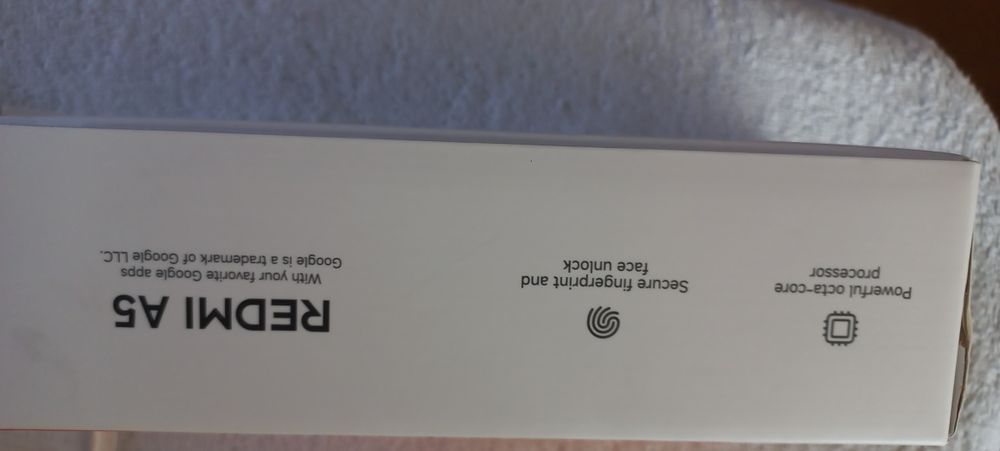 Powerful octa-core
processor
Secure fingerprint and
face unlock
REDMI A5
With your favorite Google apps
Google is a trademark of Google LLC.